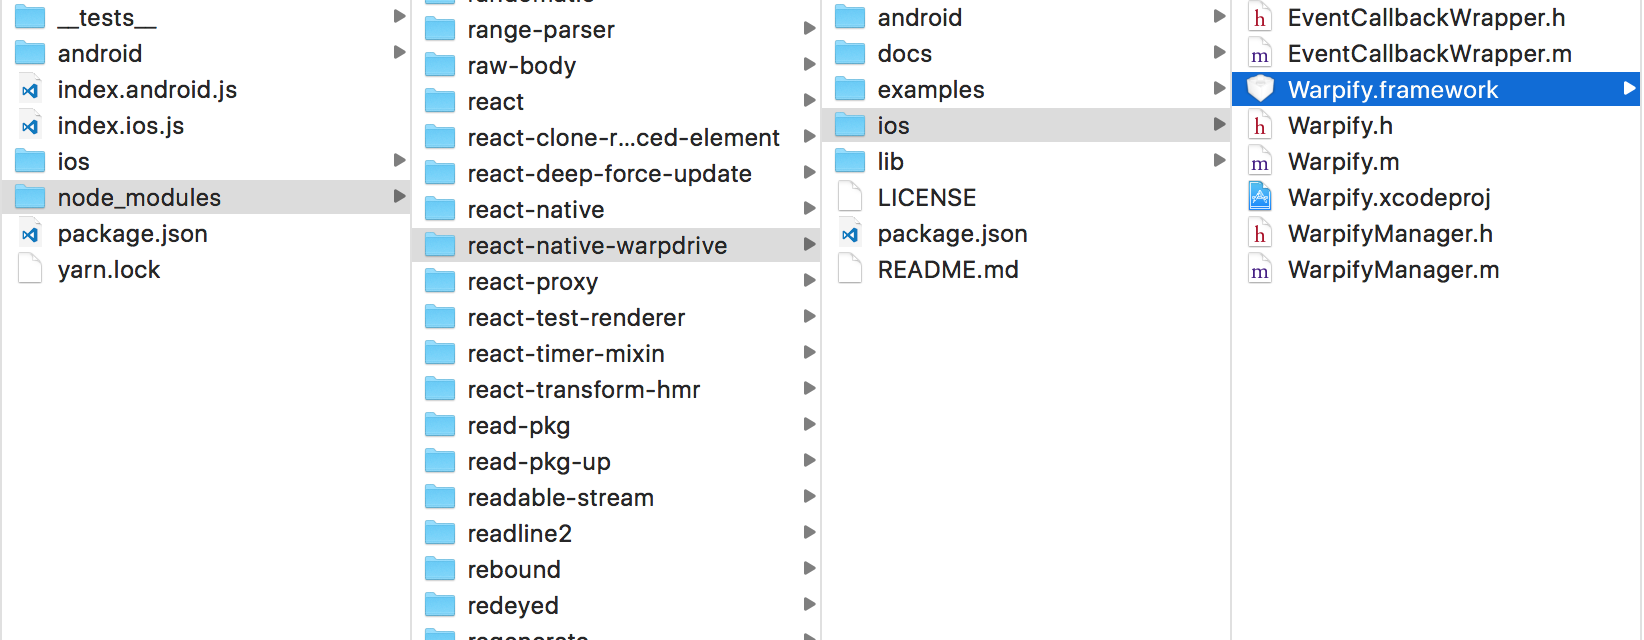 __tests__
android
index.android.js
index.ios.js
ios
node_modules
package.json
yarn.lock
range-parser
raw-body
react
react-clone-r...ced-element
react-deep-force-update
react-native
react-native-warpdrive
react-proxy
react-test-renderer
react-timer-mixin
react-transform-hmr
read-pkg
read-pkg-up
readable-stream
readline2
rebound
redeyed
android
docs
examples
ios
lib
LICENSE
package.json
README.md
EventCallbackWrapper.h
EventCallbackWrapper.m
Warpify.framework
Warpify.h
Warpify.m
Warpify.xcodeproj
WarpifyManager.h
WarpifyManager.m